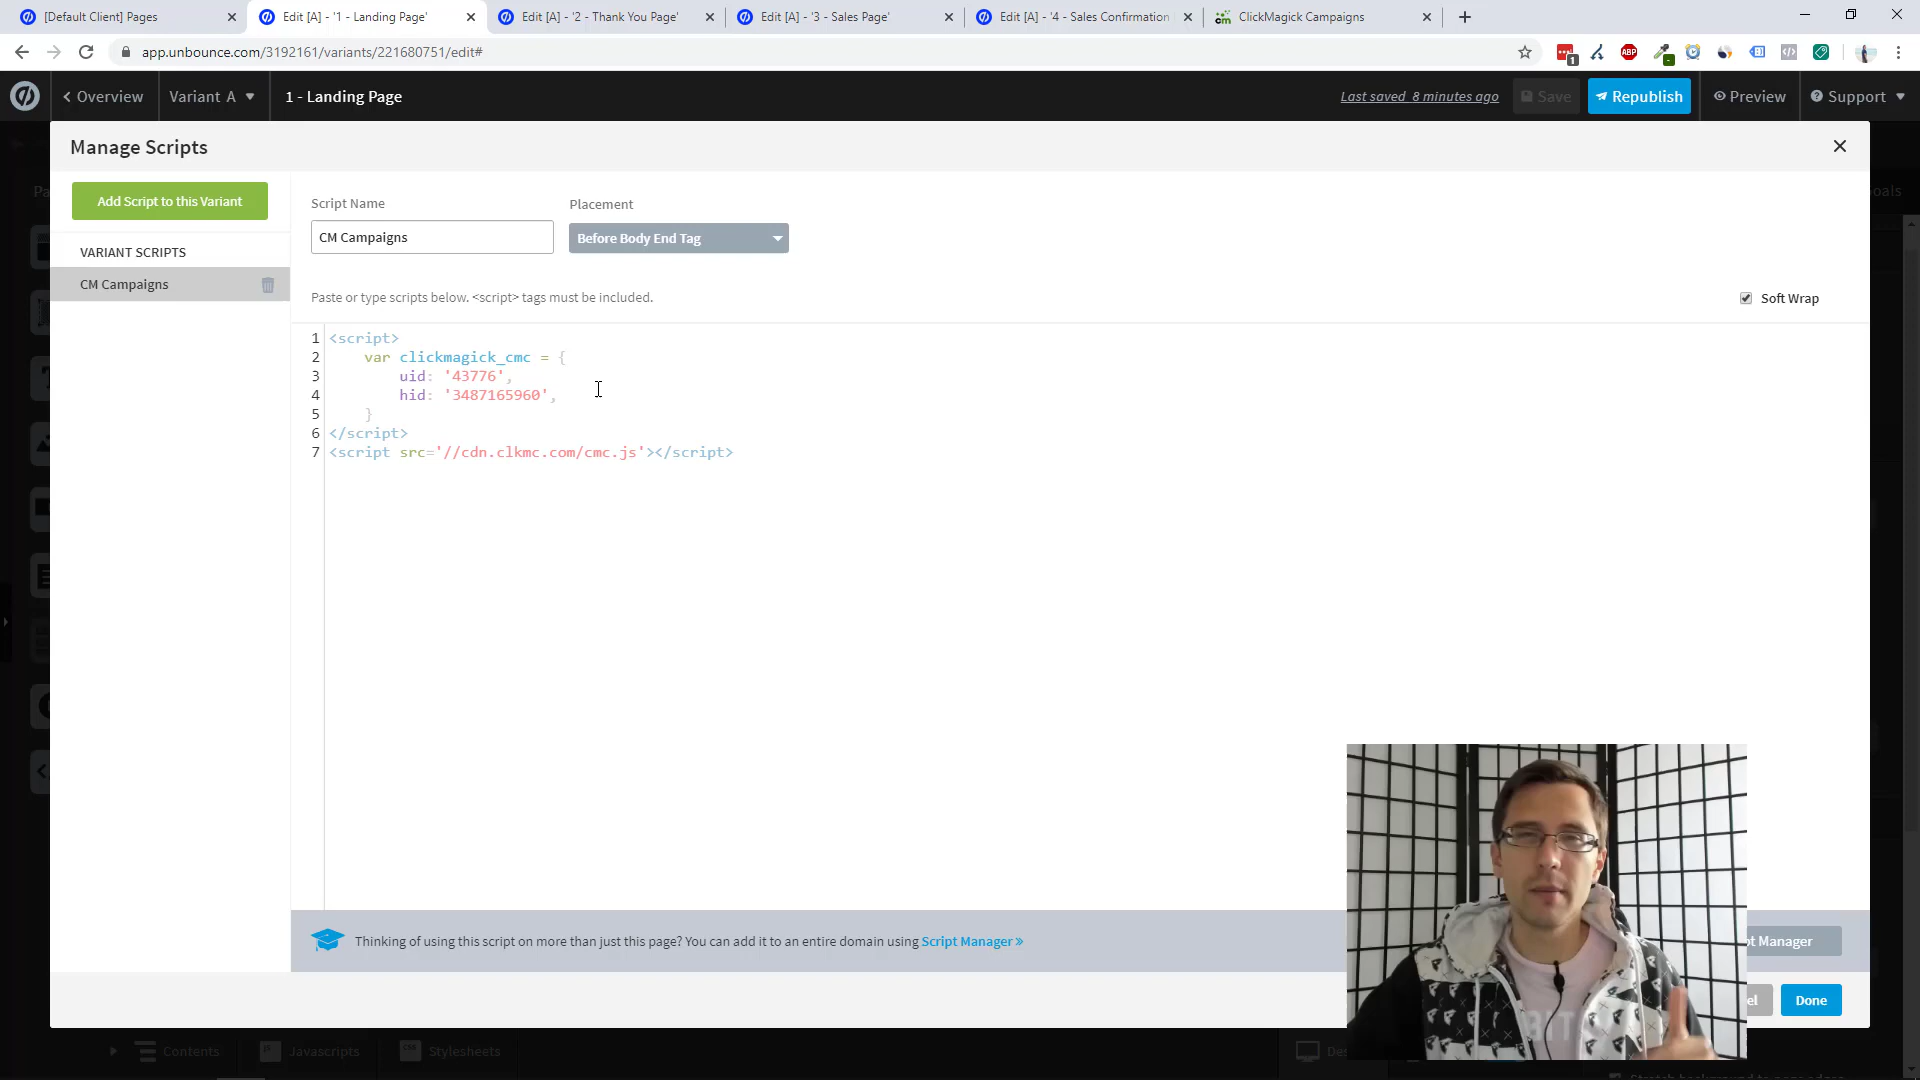 [Default Client] Pages
Edit [A] - '1 - Landing Page'
Edit [A] - '2 - Thank You Page'
Edit [A] - '3 - Sales Page'
Edit [A] - '4 - Sales Confirmation
ClickMagick Campaigns
app.unbounce.com/3192161/variants/221680751/edit#
Overview
Variant A
1 - Landing Page
Last saved 8 minutes ago
Save
Republish
Preview
Support
Manage Scripts
Add Script to this Variant
VARIANT SCRIPTS
CM Campaigns
Script Name
CM Campaigns
Placement
Before Body End Tag
Paste or type scripts below. <script> tags must be included.
Soft Wrap
1 <script>
2 var clickmagick_cmc = {
3 uid: '43776',
4 hid: '3487165960',
5 }
6 </script>
7 <script src='//cdn.clkmc.com/cmc.js'></script>
Thinking of using this script on more than just this page? You can add it to an entire domain using Script Manager »
pt Manager
el
Done
Contents
Javascripts
Stylesheets